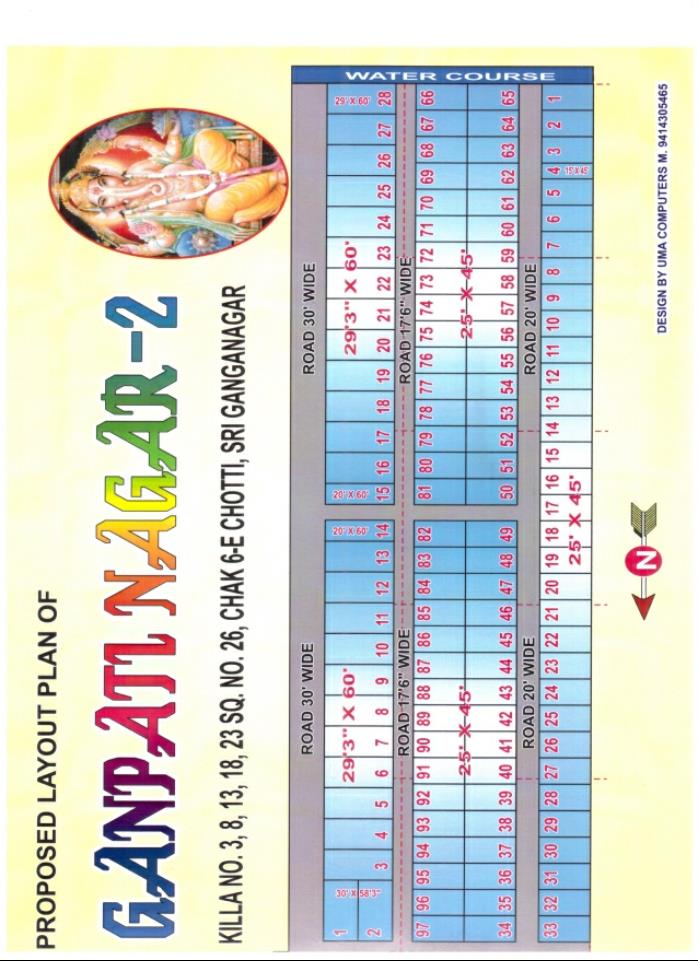 PROPOSED LAYOUT PLAN OF
GANPATI NAGAR-2
KILLA NO. 3, 8, 13, 18, 23 SQ. NO. 26, CHAK 6-E CHOTTI, SRI GANGANAGAR
ROAD 30' WIDE ROAD 30' WIDE
1 30' X 58'3" 29'3" X 60' 20' X 60' 20' X 60' 29'3" X 60' 29' X 60'
2 3 4 5 6 7 8 9 10 11 12 13 14 15 16 17 18 19 20 21 22 23 24 25 26 27 28
ROAD 17'6" WIDE ROAD 17'6" WIDE
97 96 95 94 93 92 91 90 89 88 87 86 85 84 83 82 81 80 79 78 77 76 75 74 73 72 71 70 69 68 67 66
25' X 45' 25' X 45'
34 35 36 37 38 39 40 41 42 43 44 45 46 47 48 49 50 51 52 53 54 55 56 57 58 59 60 61 62 63 64 65
ROAD 20' WIDE ROAD 20' WIDE
33 32 31 30 29 28 27 26 25 24 23 22 21 20 19 18 17 16 15 14 13 12 11 10 9 8 7 6 5 4 3 2 1
25' X 45' 15'X 45'
WATER COURSE
N
DESIGN BY UMA COMPUTERS M. 9414305465